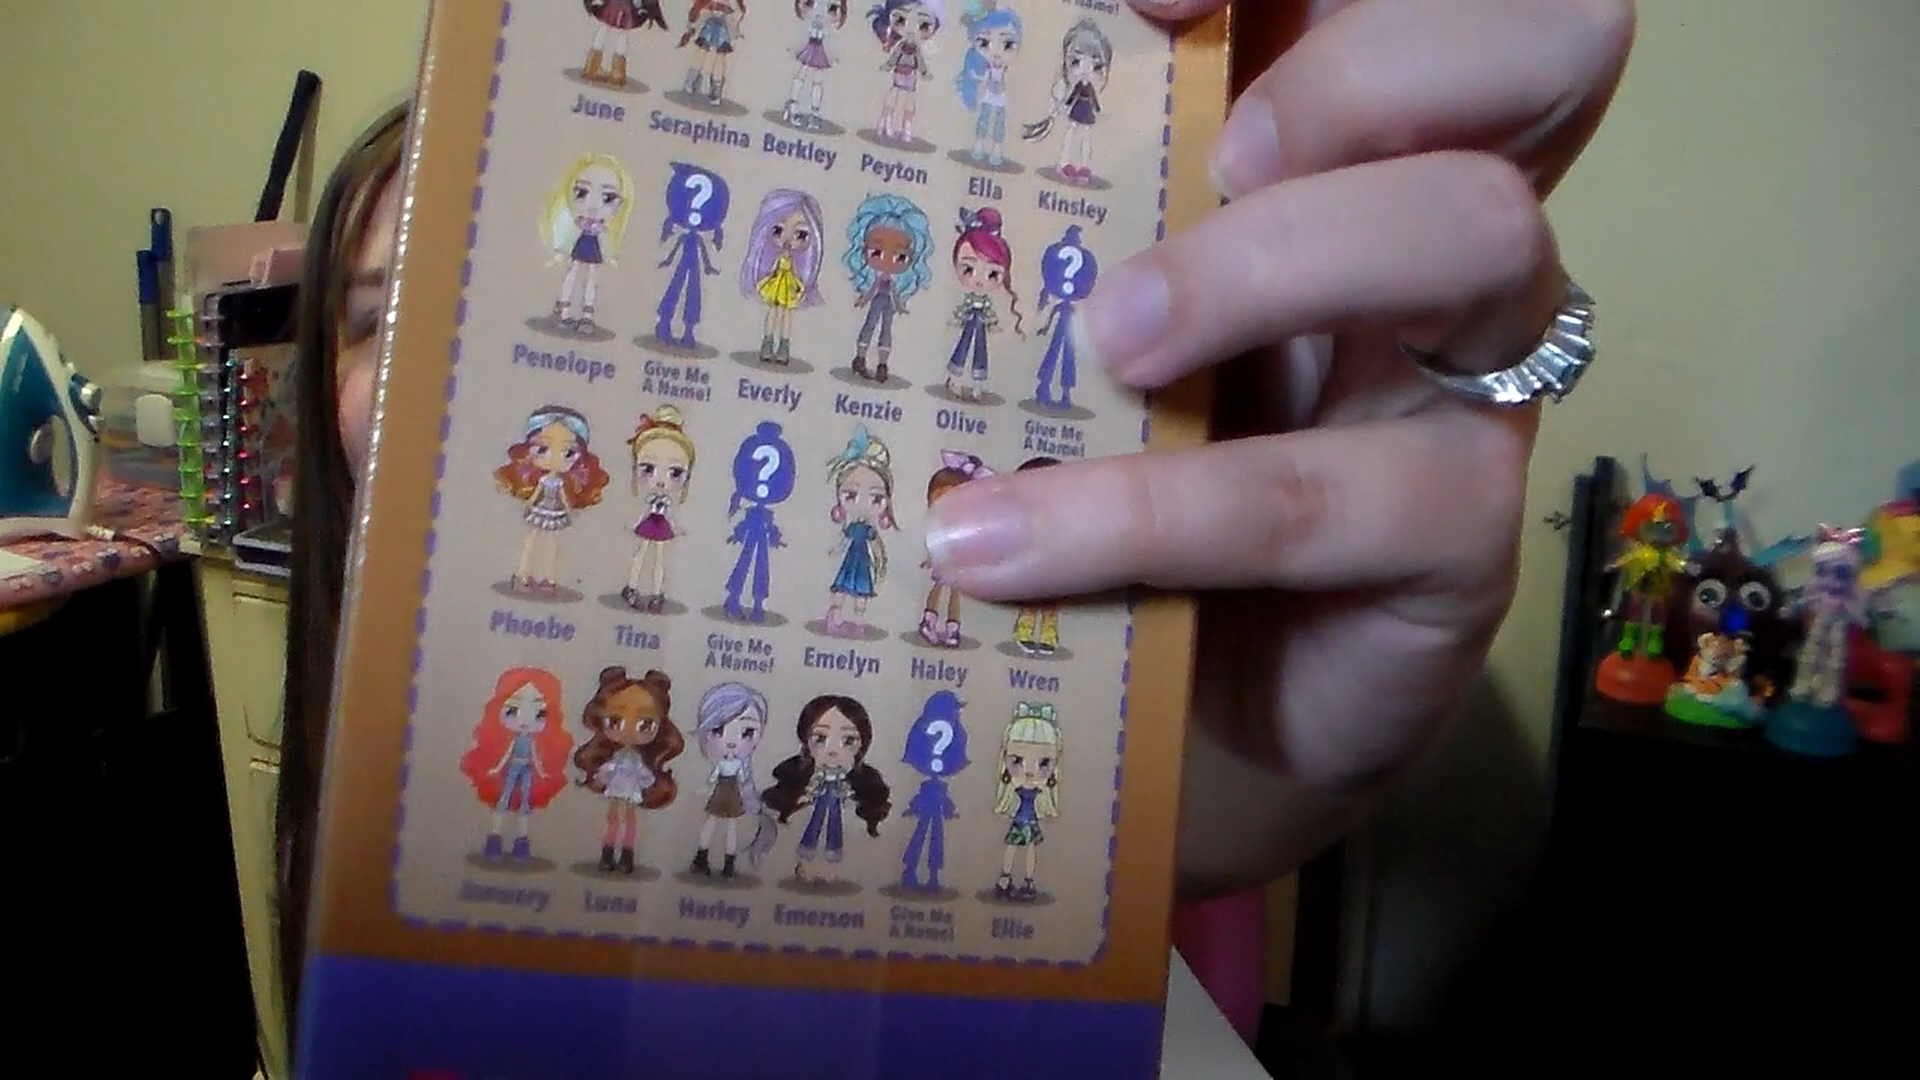 A Name!
June Seraphina Berkley Peyton Ella Kinsley
?
?
Penelope Give Me A Name! Everly Kenzie Olive Give Me A Name!
?
Phoebe Tina Give Me A Name! Emelyn Haley Wren
?
January Luna Harley Emerson Give Me A Name! Ellie